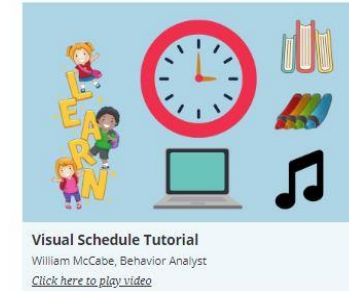 LEARN
Visual Schedule Tutorial
William McCabe, Behavior Analyst
Click here to play video